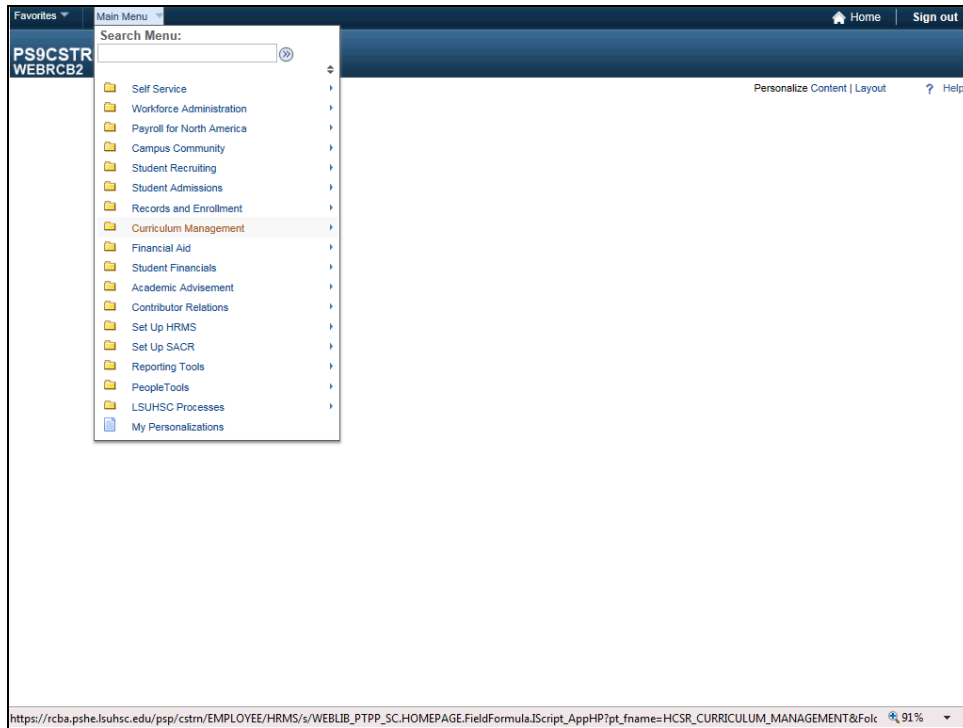 Favorites Main Menu Home Sign out
Search Menu:
PS9CSTR
WEBRCB2
Personalize Content | Layout ? Help
Self Service
Workforce Administration
Payroll for North America
Campus Community
Student Recruiting
Student Admissions
Records and Enrollment
Curriculum Management
Financial Aid
Student Financials
Academic Advisement
Contributor Relations
Set Up HRMS
Set Up SACR
Reporting Tools
PeopleTools
LSUHSC Processes
My Personalizations
https://rcba.pshe.lsuhsc.edu/psp/cstrn/EMPLOYEE/HRMS/s/WEBLIB_PTPP_SC.HOMEPAGE.FieldFormula.IScript_AppHP?pt_fname=HCSR_CURRICULUM_MANAGEMENT&Folc 91%